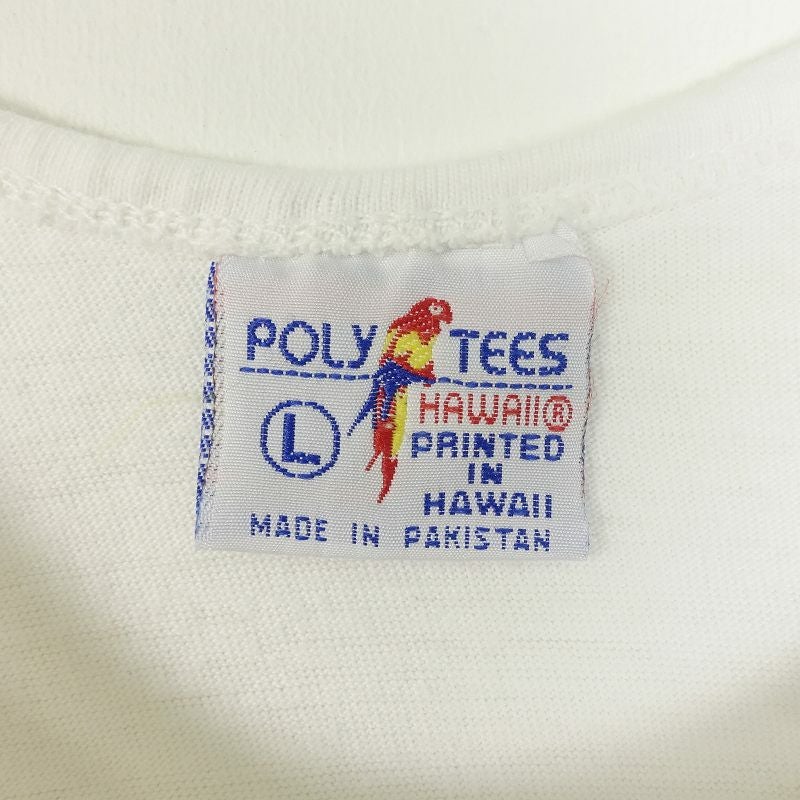 POLY TEES
HAWAII®
L
PRINTED
IN
HAWAII
MADE IN PAKISTAN